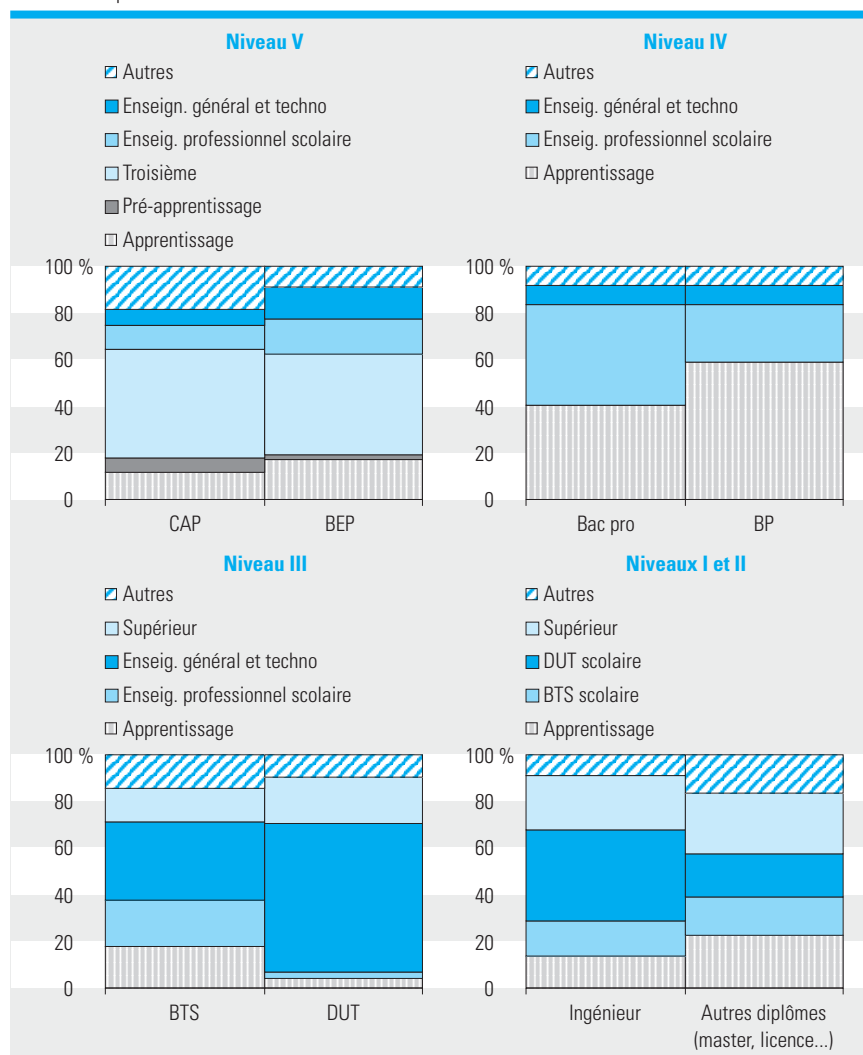 Niveau V
Autres
Enseign. général et techno
Enseig. professionnel scolaire
Troisième
Pré-apprentissage
Apprentissage
100 %
80
60
40
20
0
CAP
BEP
Niveau IV
Autres
Enseig. général et techno
Enseig. professionnel scolaire
Apprentissage
100 %
80
60
40
20
0
Bac pro
BP
Niveau III
Autres
Supérieur
Enseig. général et techno
Enseig. professionnel scolaire
Apprentissage
100 %
80
60
40
20
0
BTS
DUT
Niveaux I et II
Autres
Supérieur
DUT scolaire
BTS scolaire
Apprentissage
100 %
80
60
40
20
0
Ingénieur
Autres diplômes
(master, licence...)